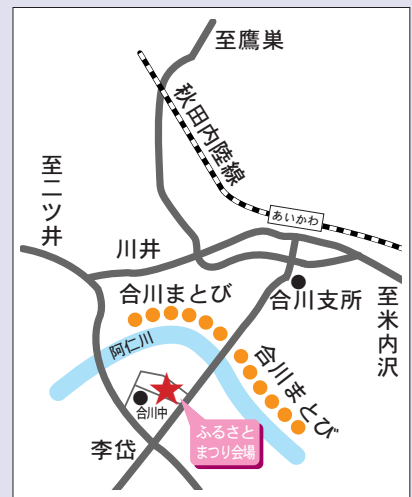 至鷹巣
秋田内陸線
至二ツ井
あいかわ
川井
合川まとび
合川支所
至米内沢
阿仁川
合川まとび
合川中
ふるさと
まつり会場
李岱